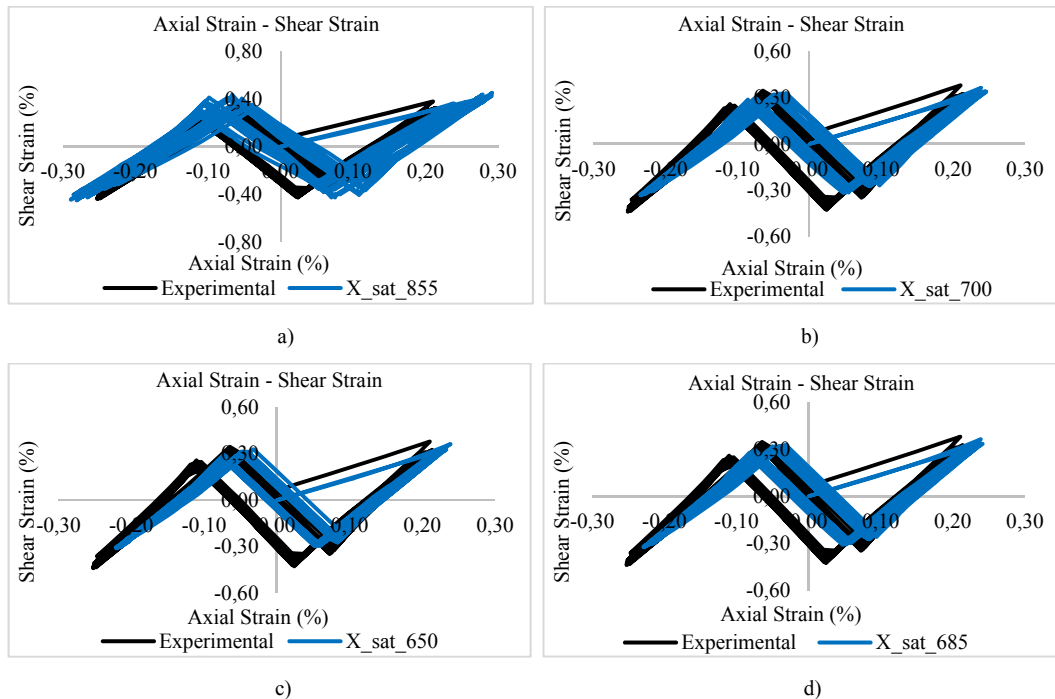 Axial Strain - Shear Strain
0,80
0,40
0,00
-0,30 -0,20 -0,10 0,00 0,10 0,20 0,30
-0,40
-0,80
Shear Strain (%)
Axial Strain (%)
Experimental X_sat_855
a)
Axial Strain - Shear Strain
0,60
0,30
0,00
-0,30 -0,20 -0,10 0,00 0,10 0,20 0,30
-0,30
-0,60
Shear Strain (%)
Axial Strain (%)
Experimental X_sat_700
b)
Axial Strain - Shear Strain
0,60
0,30
0,00
-0,30 -0,20 -0,10 0,00 0,10 0,20 0,30
-0,30
-0,60
Shear Strain (%)
Axial Strain (%)
Experimental X_sat_650
c)
Axial Strain - Shear Strain
0,60
0,30
0,00
-0,30 -0,20 -0,10 0,00 0,10 0,20 0,30
-0,30
-0,60
Shear Strain (%)
Axial Strain (%)
Experimental X_sat_685
d)